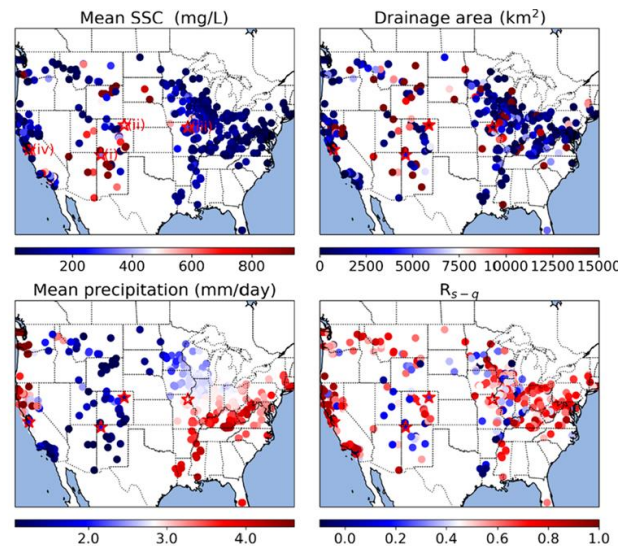 Mean SSC (mg/L)
Drainage area (km²)
(ii)
(iv)
(i)
200 400 600 800
0 2500 5000 7500 10000 12500 15000
Mean precipitation (mm/day)
R_{s−q}
2.0 3.0 4.0
0.0 0.2 0.4 0.6 0.8 1.0